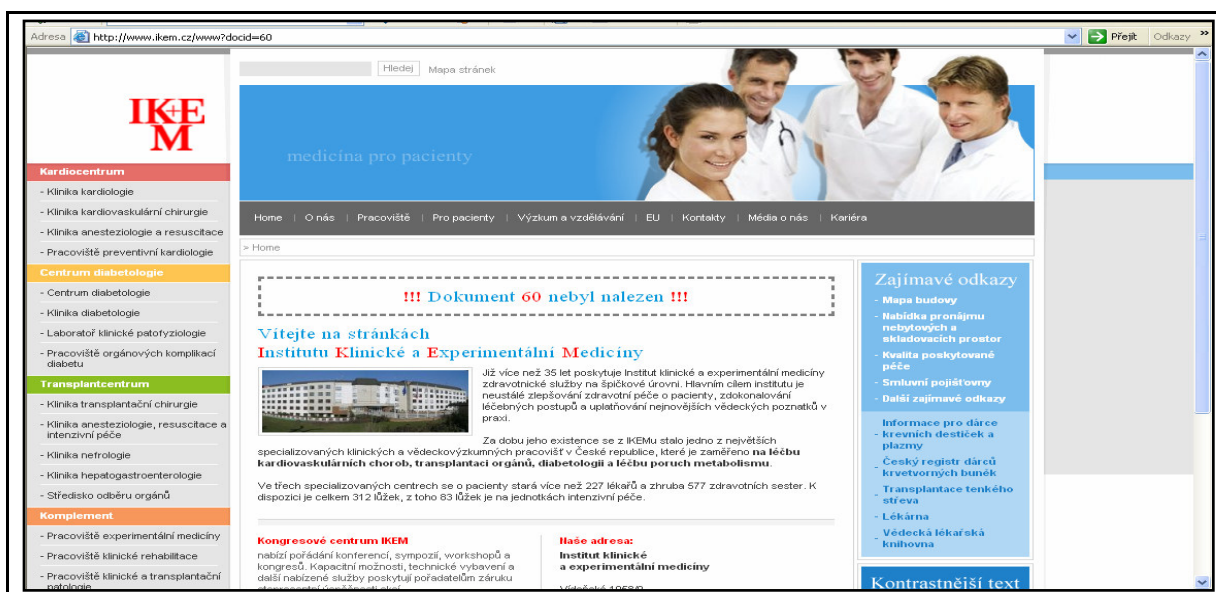 Adresa http://www.ikem.cz/www?docid=60 Přejít Odkazy »
Hledej Mapa stránek
IK+E
M
medicína pro pacienty
Home | O nás | Pracoviště | Pro pacienty | Výzkum a vzdělávání | EU | Kontakty | Média o nás | Kariéra
> Home
Kardiocentrum
- Klinika kardiologie
- Klinika kardiovaskulární chirurgie
- Klinika anesteziologie a resuscitace
- Pracoviště preventivní kardiologie
Centrum diabetologie
- Centrum diabetologie
- Klinika diabetologie
- Laboratoř klinické patofyziologie
- Pracoviště orgánových komplikací
diabetu
Transplantcentrum
- Klinika transplantační chirurgie
- Klinika anesteziologie, resuscitace a
intenzivní péče
- Klinika nefrologie
- Klinika hepatogastroenterologie
- Středisko odběru orgánů
Komplement
- Pracoviště experimentální medicíny
- Pracoviště klinické rehabilitace
- Pracoviště klinické a transplantační
patologie
!!! Dokument 60 nebyl nalezen !!!
Vítejte na stránkách
Institutu Klinické a Experimentální Medicíny
Již více než 35 let poskytuje Institut klinické a experimentální medicíny
zdravotnické služby na špičkové úrovni. Hlavním cílem institutu je
neustálé zlepšování zdravotní péče o pacienty, zdokonalování
léčebných postupů a uplatňování nejnovějších vědeckých poznatků v
praxi.
Za dobu jeho existence se z IKEMu stalo jedno z největších
specializovaných klinických a vědeckovýzkumných pracovišť v České republice, které je zaměřeno na léčbu
kardiovaskulárních chorob, transplantaci orgánů, diabetologii a léčbu poruch metabolismu.
Ve třech specializovaných centrech se o pacienty stará více než 227 lékařů a zhruba 577 zdravotních sester. K
dispozici je celkem 312 lůžek, z toho 83 lůžek je na jednotkách intenzivní péče.
Kongresové centrum IKEM
nabízí pořádání konferencí, sympozií, workshopů a
kongresů. Kapacitní možnosti, technické vybavení a
další nabízené služby poskytují pořadatelům záruku
Naše adresa:
Institut klinické
a experimentální medicíny
Vídeňská 1958/9
Zajímavé odkazy
- Mapa budovy
- Nabídka pronájmu
nebytových a
skladovacích prostor
- Kvalita poskytované
péče
- Smluvní pojišťovny
- Další zajímavé odkazy
Informace pro dárce
- krevních destiček a
plazmy
- Český registr dárců
krvetvorných buněk
- Transplantace tenkého
střeva
- Lékárna
- Vědecká lékařská
knihovna
Kontrastnější text